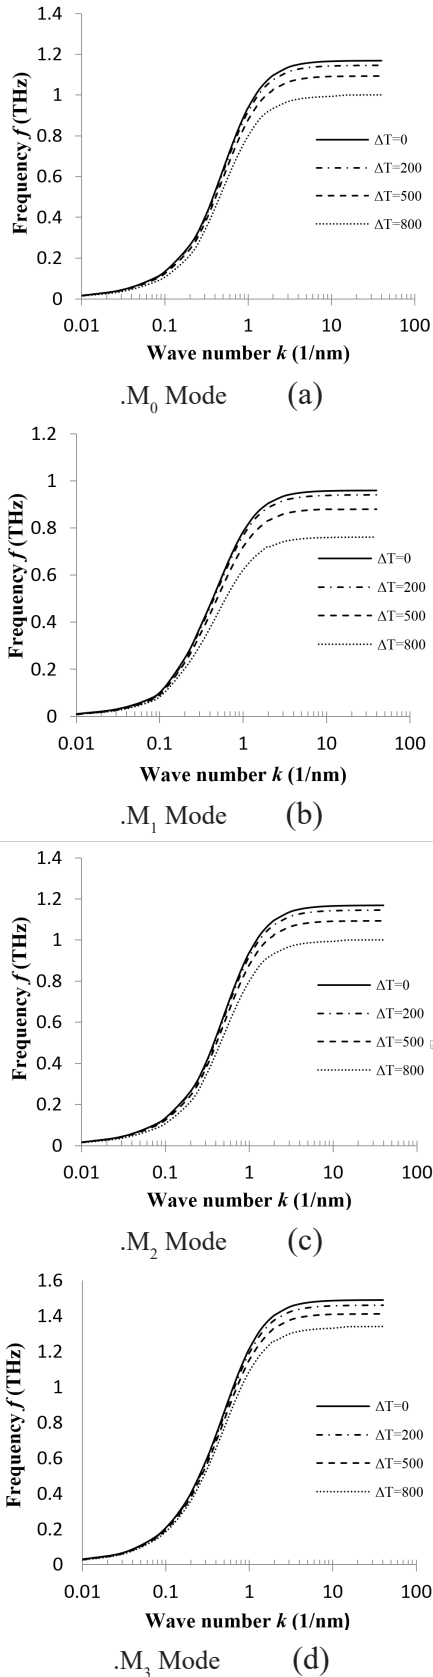 1.4
1.2
1
0.8
0.6
0.4
0.2
0
Frequency f (THz)
ΔT=0
ΔT=200
ΔT=500
ΔT=800
0.01 0.1 1 10 100
Wave number k (1/nm)
.M0 Mode (a)
1.2
1
0.8
0.6
0.4
0.2
0
Frequency f (THz)
ΔT=0
ΔT=200
ΔT=500
ΔT=800
0.01 0.1 1 10 100
Wave number k (1/nm)
.M1 Mode (b)
1.4
1.2
1
0.8
0.6
0.4
0.2
0
Frequency f (THz)
ΔT=0
ΔT=200
ΔT=500
ΔT=800
0.01 0.1 1 10 100
Wave number k (1/nm)
.M2 Mode (c)
1.6
1.4
1.2
1
0.8
0.6
0.4
0.2
0
Frequency f (THz)
ΔT=0
ΔT=200
ΔT=500
ΔT=800
0.01 0.1 1 10 100
Wave number k (1/nm)
.M3 Mode (d)